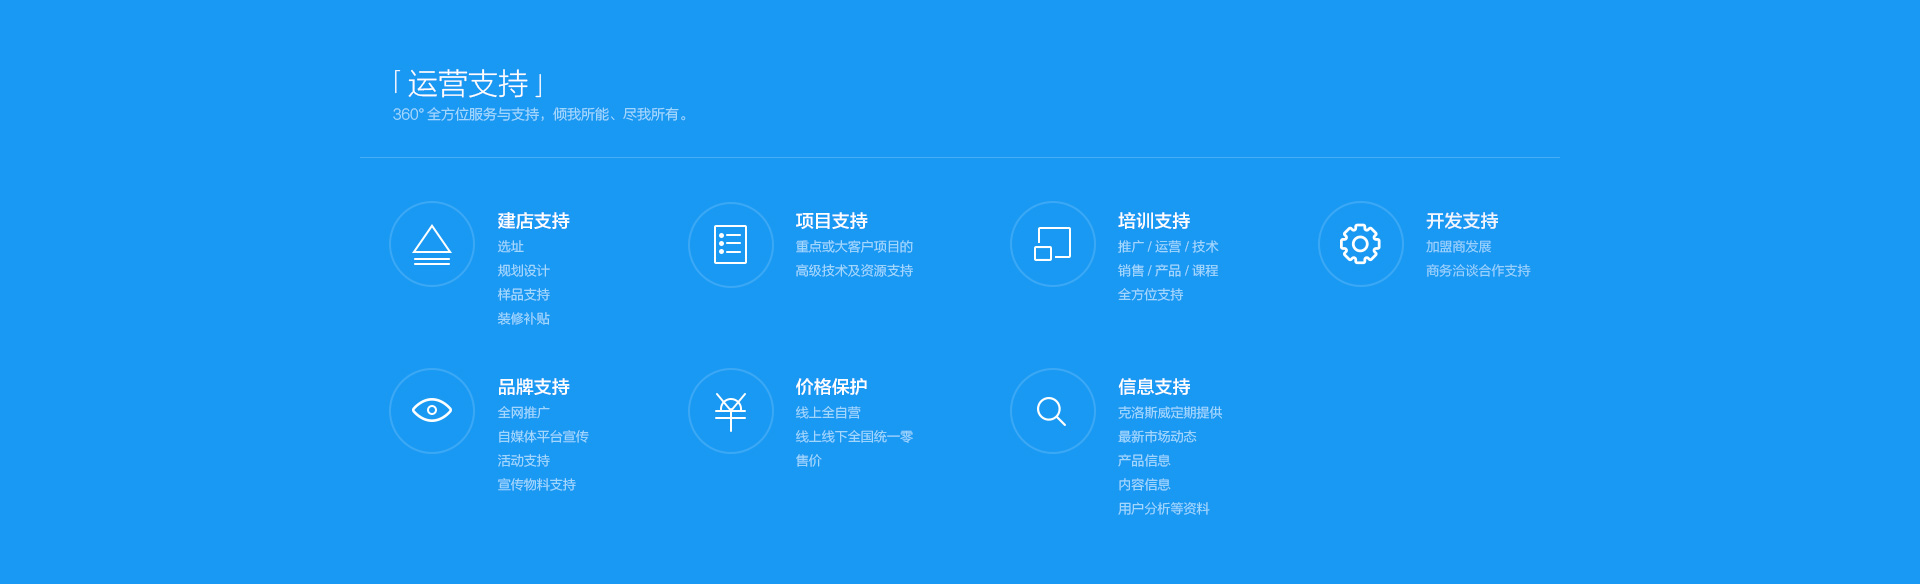 「运营支持」
360° 全方位服务与支持，倾我所能、尽我所有。
建店支持
选址
规划设计
样品支持
装修补贴
项目支持
重点或大客户项目的
高级技术及资源支持
培训支持
推广 / 运营 / 技术
销售 / 产品 / 课程
全方位支持
开发支持
加盟商发展
商务洽谈合作支持
品牌支持
全网推广
自媒体平台宣传
活动支持
宣传物料支持
价格保护
线上全自营
线上线下全国统一零
售价
信息支持
克洛斯威定期提供
最新市场动态
产品信息
内容信息
用户分析等资料